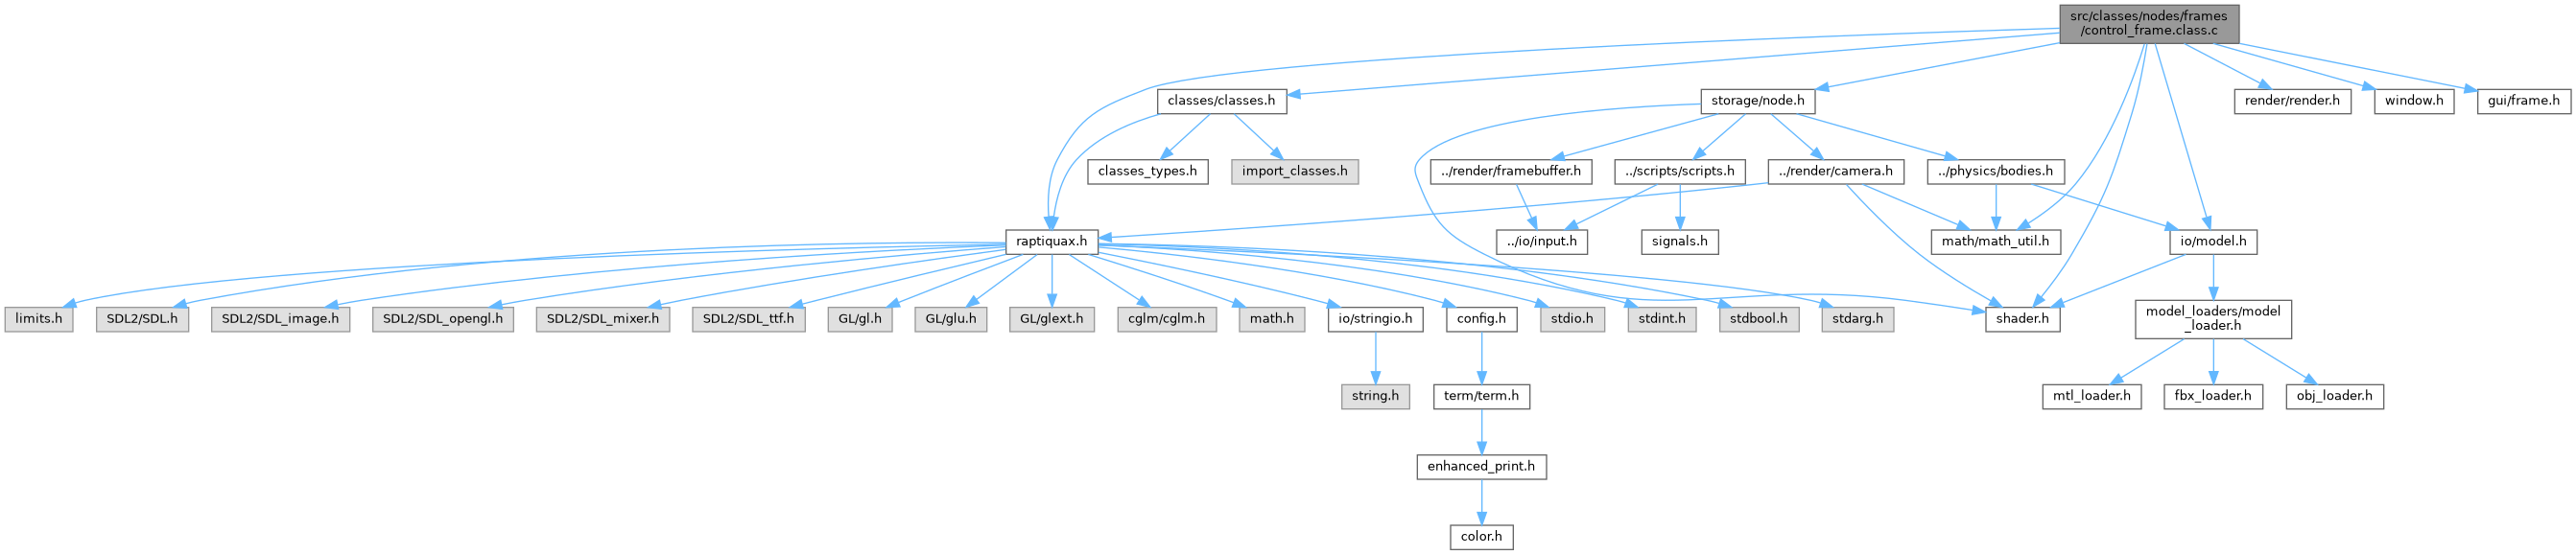 src/classes/nodes/frames
/control_frame.class.c
classes/classes.h
storage/node.h
render/render.h
window.h
gui/frame.h
classes_types.h
import_classes.h
../render/framebuffer.h
../scripts/scripts.h
../render/camera.h
../physics/bodies.h
raptiquax.h
../io/input.h
signals.h
math/math_util.h
io/model.h
limits.h
SDL2/SDL.h
SDL2/SDL_image.h
SDL2/SDL_opengl.h
SDL2/SDL_mixer.h
SDL2/SDL_ttf.h
GL/gl.h
GL/glu.h
GL/glext.h
cglm/cglm.h
math.h
io/stringio.h
config.h
stdio.h
stdint.h
stdbool.h
stdarg.h
shader.h
model_loaders/model
_loader.h
string.h
term/term.h
mtl_loader.h
fbx_loader.h
obj_loader.h
enhanced_print.h
color.h